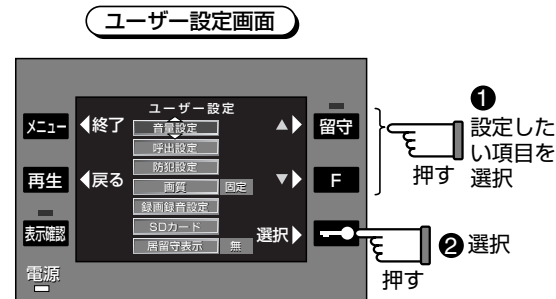 ユーザー設定画面
ユーザー設定
メニュー ◀終了 音量設定 ▲▶ 留守
呼出設定
防犯設定
再生 ◀戻る 画質 固定 ▼▶ F
録画録音設定
SDカード
表示確認 居留守表示 無 選択▶
電源
❶
設定した
い項目を
選択
押す
❷選択
押す